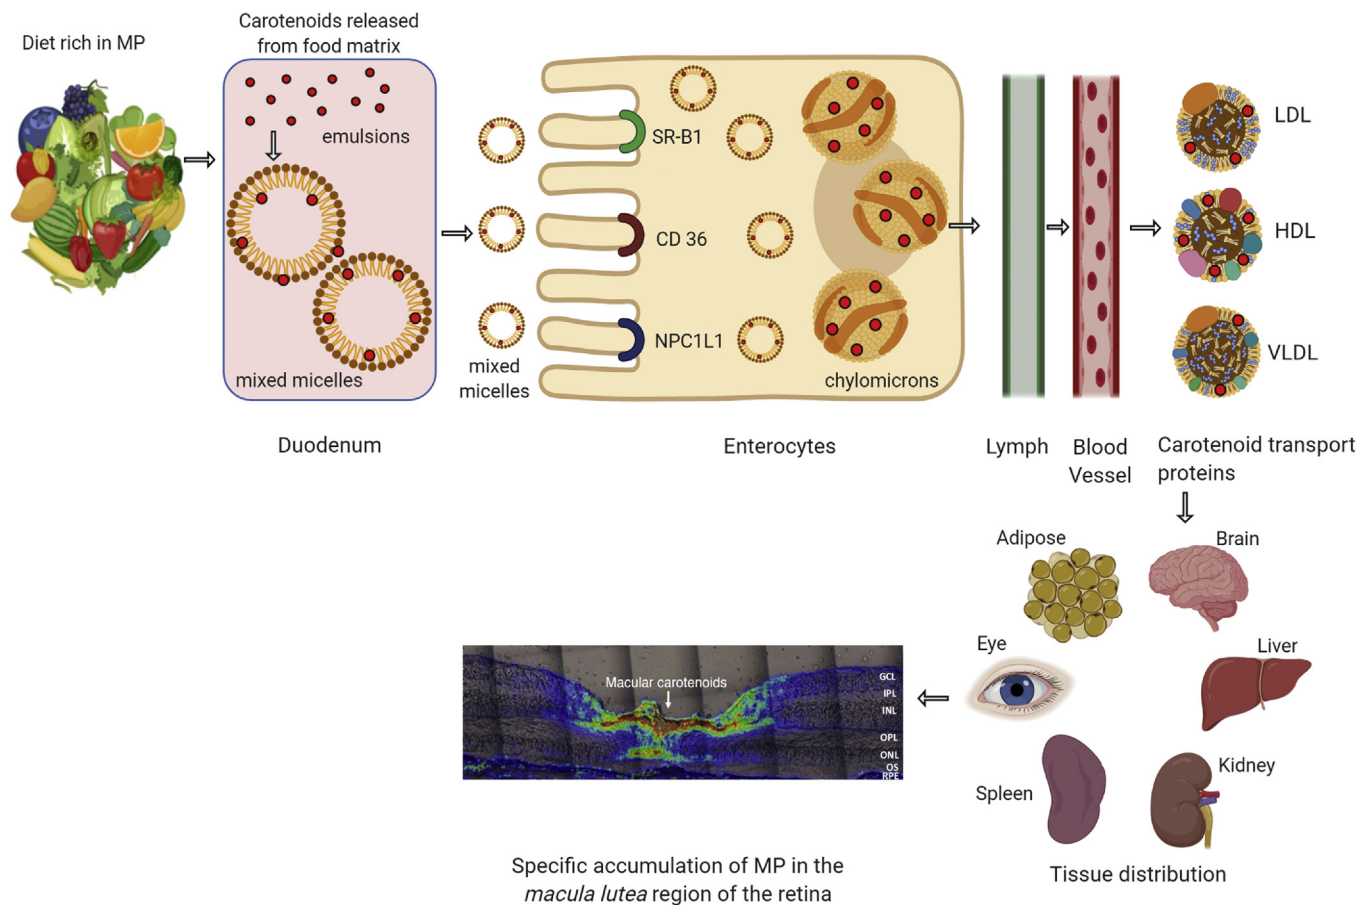 Diet rich in MP
Carotenoids released
from food matrix
emulsions
mixed micelles
Duodenum
mixed
micelles
SR-B1
CD 36
NPC1L1
chylomicrons
Enterocytes
Lymph
Blood
Vessel
LDL
HDL
VLDL
Carotenoid transport
proteins
Adipose
Brain
Eye
Liver
Spleen
Kidney
Tissue distribution
Macular carotenoids
GCL
IPL
INL
OPL
ONL
OS
RPE
Specific accumulation of MP in the
macula lutea region of the retina